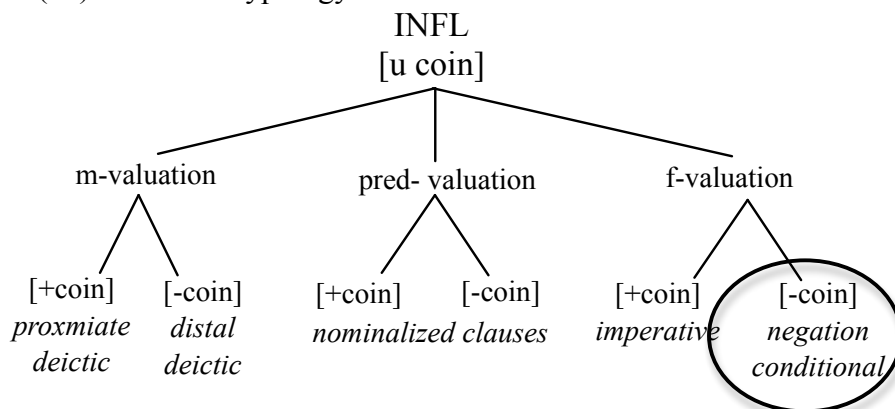 INFL
[u coin]
m-valuation pred- valuation f-valuation
[+coin] [-coin] [+coin] [-coin] [+coin] [-coin]
proxmiate distal nominalized clauses imperative negation
deictic deictic conditional